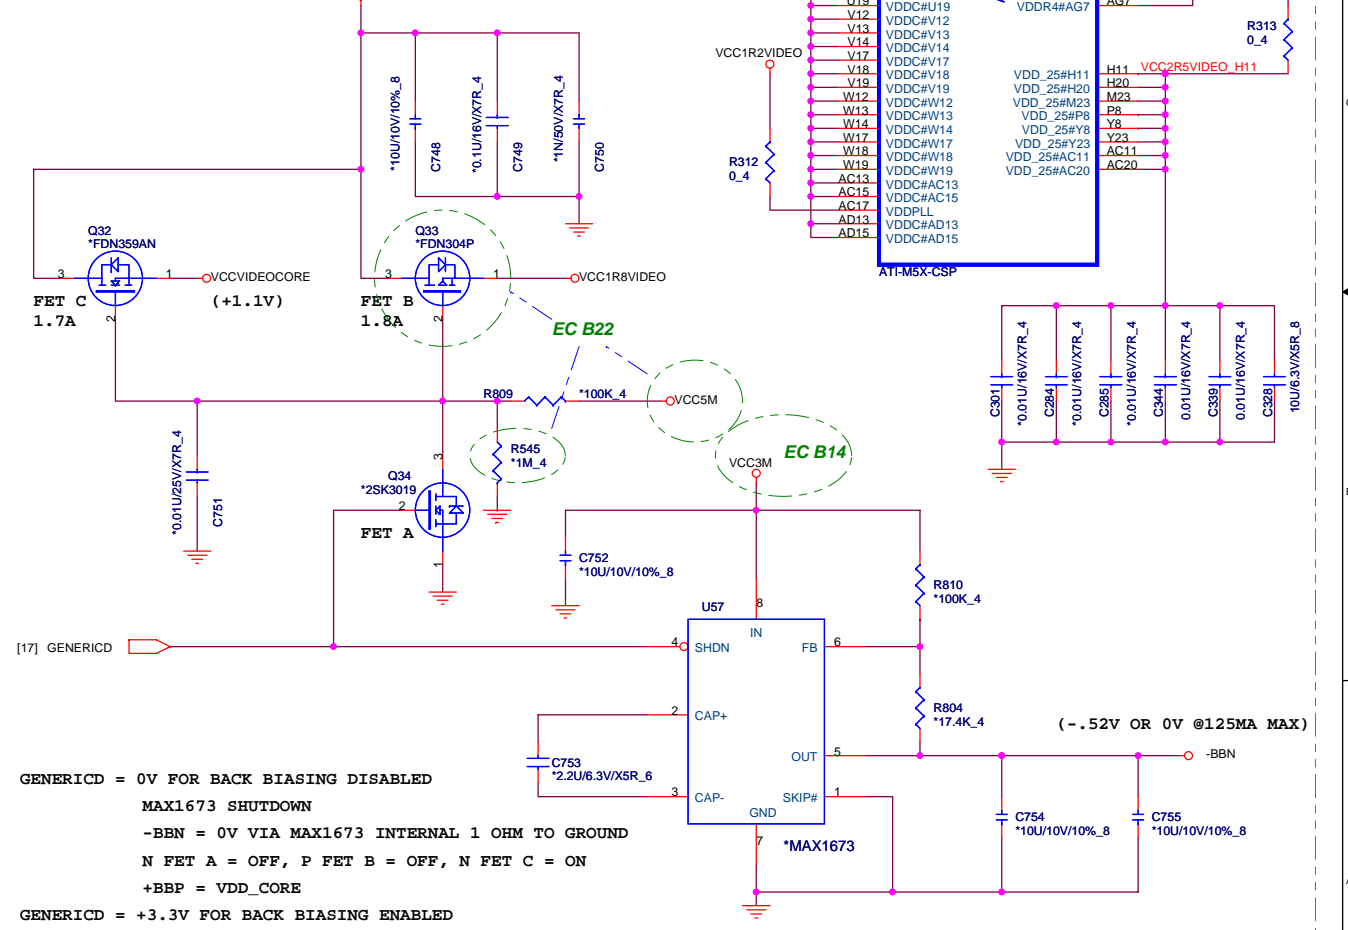 U19
VDDC#U19
V12
VDDC#V12
V13
VDDC#V13
V14
VDDC#V14
V17
VDDC#V17
V18
VDDC#V18
V19
VDDC#V19
W12
VDDC#W12
W13
VDDC#W13
W14
VDDC#W14
W17
VDDC#W17
W18
VDDC#W18
W19
VDDC#W19
AC13
VDDC#AC13
AC15
VDDC#AC15
AC17
VDDPLL
AD13
VDDC#AD13
AD15
VDDC#AD15
ATI-M5X-CSP
VDDR4#AG7
AG7
VDD_25#H11
H11
VCC2R5VIDEO_H11
VDD_25#H20
H20
VDD_25#M23
M23
VDD_25#P8
P8
VDD_25#Y8
Y8
VDD_25#Y23
Y23
VDD_25#AC11
AC11
VDD_25#AC20
AC20
R313
0_4
VCC1R2VIDEO
R312
0_4
*10U/10V/10%_8
C748
*0.1U/16V/X7R_4
C749
*1N/50V/X7R_4
C750
Q32
*FDN359AN
3
1
2
VCCVIDEOCORE
FET C
(+1.1V)
1.7A
Q33
*FDN304P
3
1
2
VCC1R8VIDEO
FET B
1.8A
EC B22
R809
*100K_4
VCC5M
R545
*1M_4
EC B14
VCC3M
*0.01U/25V/X7R_4
C751
Q34
*2SK3019
3
2
1
FET A
C301
*0.01U/16V/X7R_4
C284
*0.01U/16V/X7R_4
C285
*0.01U/16V/X7R_4
C344
0.01U/16V/X7R_4
C339
0.01U/16V/X7R_4
C328
10U/6.3V/X5R_8
C752
*10U/10V/10%_8
R810
*100K_4
U57
8
IN
[17] GENERICD
4
SHDN
FB
6
2
CAP+
R804
*17.4K_4
(-.52V OR 0V @125MA MAX)
C753
*2.2U/6.3V/X5R_6
OUT
5
-BBN
3
CAP-
SKIP#
1
GND
7
*MAX1673
C754
*10U/10V/10%_8
C755
*10U/10V/10%_8
GENERICD = 0V FOR BACK BIASING DISABLED
MAX1673 SHUTDOWN
-BBN = 0V VIA MAX1673 INTERNAL 1 OHM TO GROUND
N FET A = OFF, P FET B = OFF, N FET C = ON
+BBP = VDD_CORE
GENERICD = +3.3V FOR BACK BIASING ENABLED